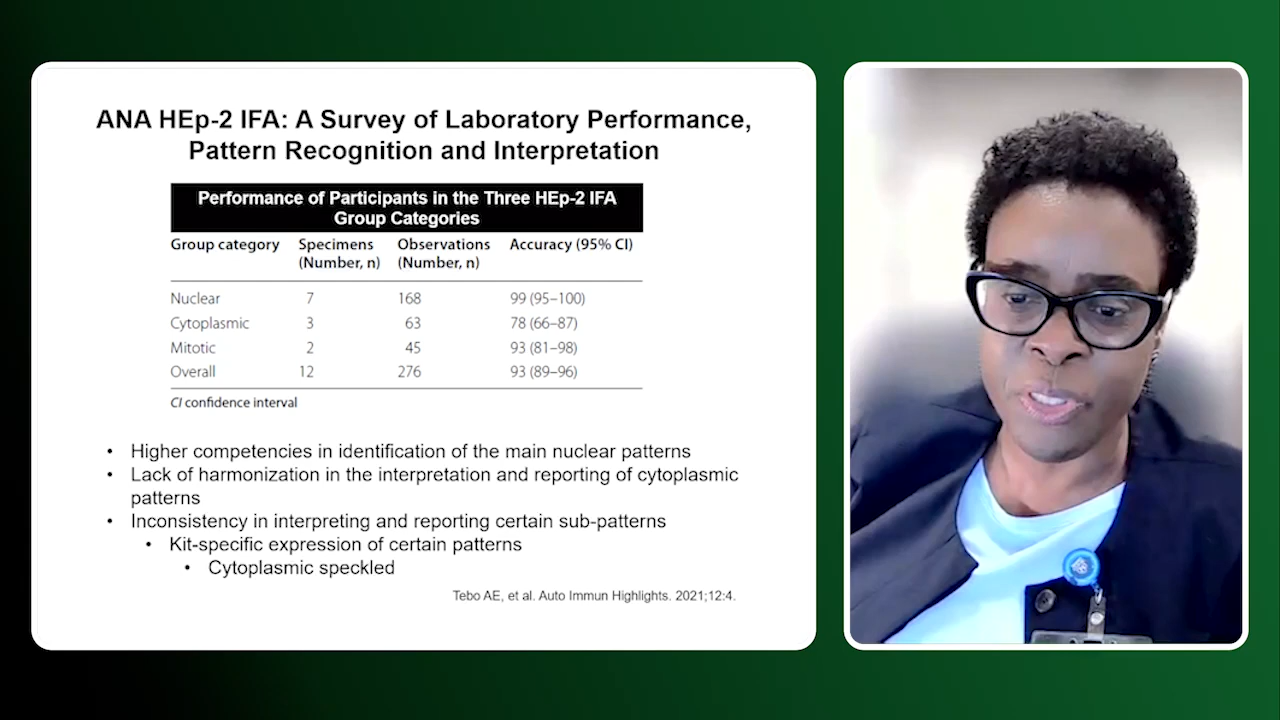 ANA HEp-2 IFA: A Survey of Laboratory Performance,
Pattern Recognition and Interpretation
Performance of Participants in the Three HEp-2 IFA
Group Categories
Group category Specimens Observations Accuracy (95% CI)
(Number, n) (Number, n)
Nuclear 7 168 99 (95–100)
Cytoplasmic 3 63 78 (66–87)
Mitotic 2 45 93 (81–98)
Overall 12 276 93 (89–96)
CI confidence interval
• Higher competencies in identification of the main nuclear patterns
• Lack of harmonization in the interpretation and reporting of cytoplasmic
patterns
• Inconsistency in interpreting and reporting certain sub-patterns
• Kit-specific expression of certain patterns
• Cytoplasmic speckled
Tebo AE, et al. Auto Immun Highlights. 2021;12:4.